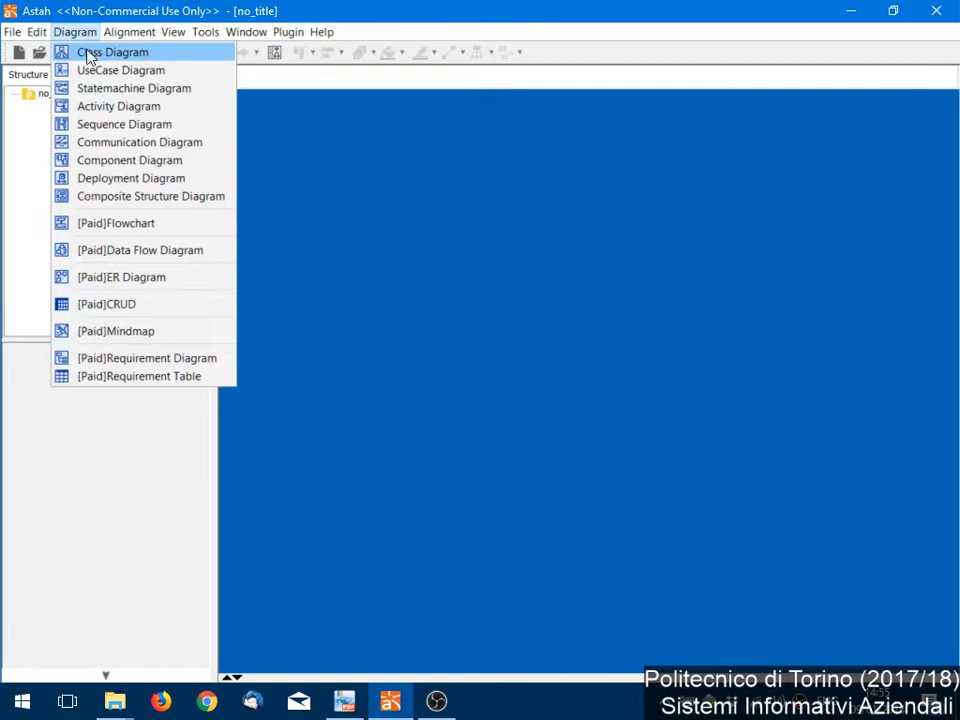 Astah <<Non-Commercial Use Only>> - [no_title]
File Edit Diagram Alignment View Tools Window Plugin Help
Structure
no_
Class Diagram
UseCase Diagram
Statemachine Diagram
Activity Diagram
Sequence Diagram
Communication Diagram
Component Diagram
Deployment Diagram
Composite Structure Diagram
[Paid]Flowchart
[Paid]Data Flow Diagram
[Paid]ER Diagram
[Paid]CRUD
[Paid]Mindmap
[Paid]Requirement Diagram
[Paid]Requirement Table
Politecnico di Torino (2017/18)
14:55
Sistemi Informativi Aziendali